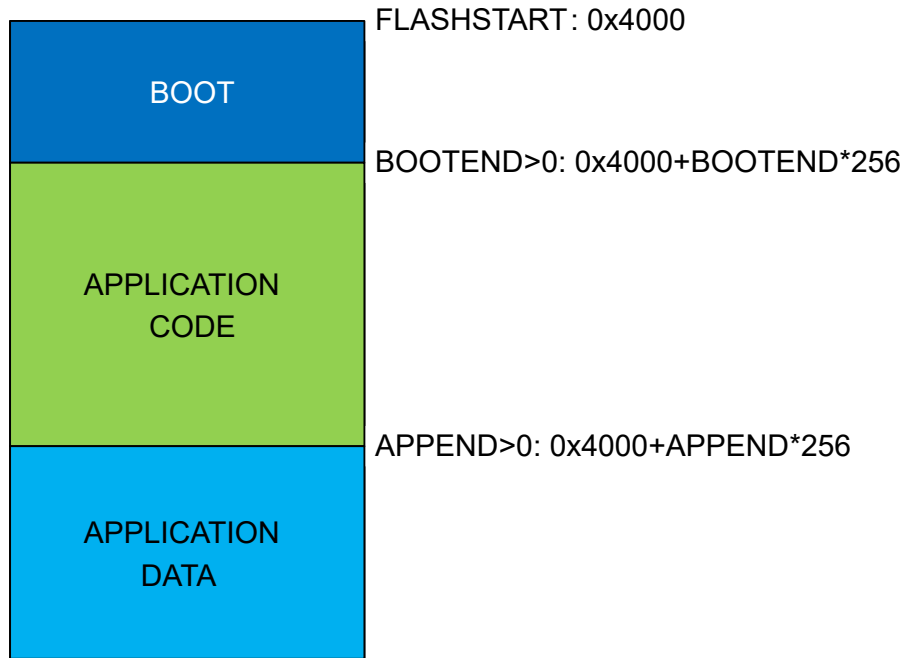 FLASHSTART: 0x4000
BOOT
BOOTEND>0: 0x4000+BOOTEND*256
APPLICATION
CODE
APPEND>0: 0x4000+APPEND*256
APPLICATION
DATA